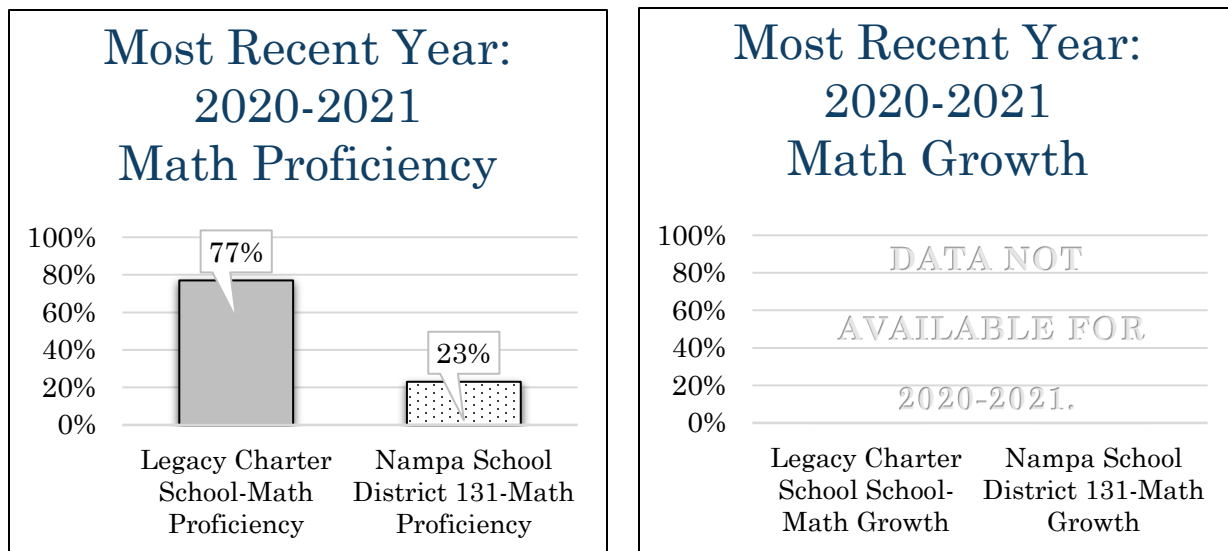 Most Recent Year:
2020-2021
Math Proficiency
100%
80%
60%
40%
20%
0%
77%
23%
Legacy Charter
School-Math
Proficiency
Nampa School
District 131-Math
Proficiency
Most Recent Year:
2020-2021
Math Growth
100%
80%
60%
40%
20%
0%
DATA NOT
AVAILABLE FOR
2020-2021.
Legacy Charter
School School-
Math Growth
Nampa School
District 131-Math
Growth